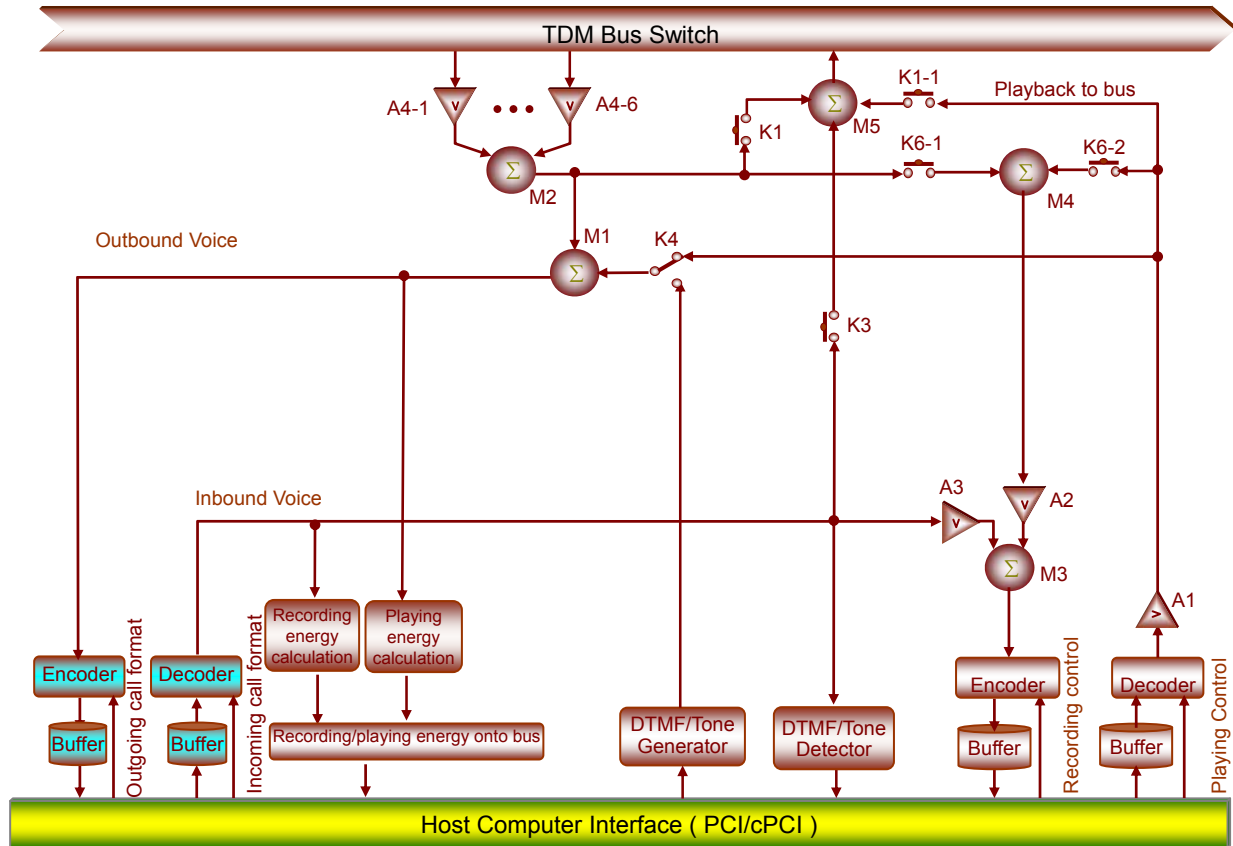 TDM Bus Switch
A4-1
A4-6
v
v
Σ
M2
K1
Σ
M5
K1-1
Playback to bus
K6-1
K6-2
Σ
M4
Outbound Voice
M1
Σ
K4
K3
Inbound Voice
A3
v
A2
v
Σ
M3
A1
v
Recording
energy
calculation
Playing
energy
calculation
Encoder
Buffer
Outgoing call format
Decoder
Buffer
Incoming call format
Recording/playing energy onto bus
DTMF/Tone
Generator
DTMF/Tone
Detector
Encoder
Buffer
Recording control
Decoder
Buffer
Playing Control
Host Computer Interface ( PCI/cPCI )